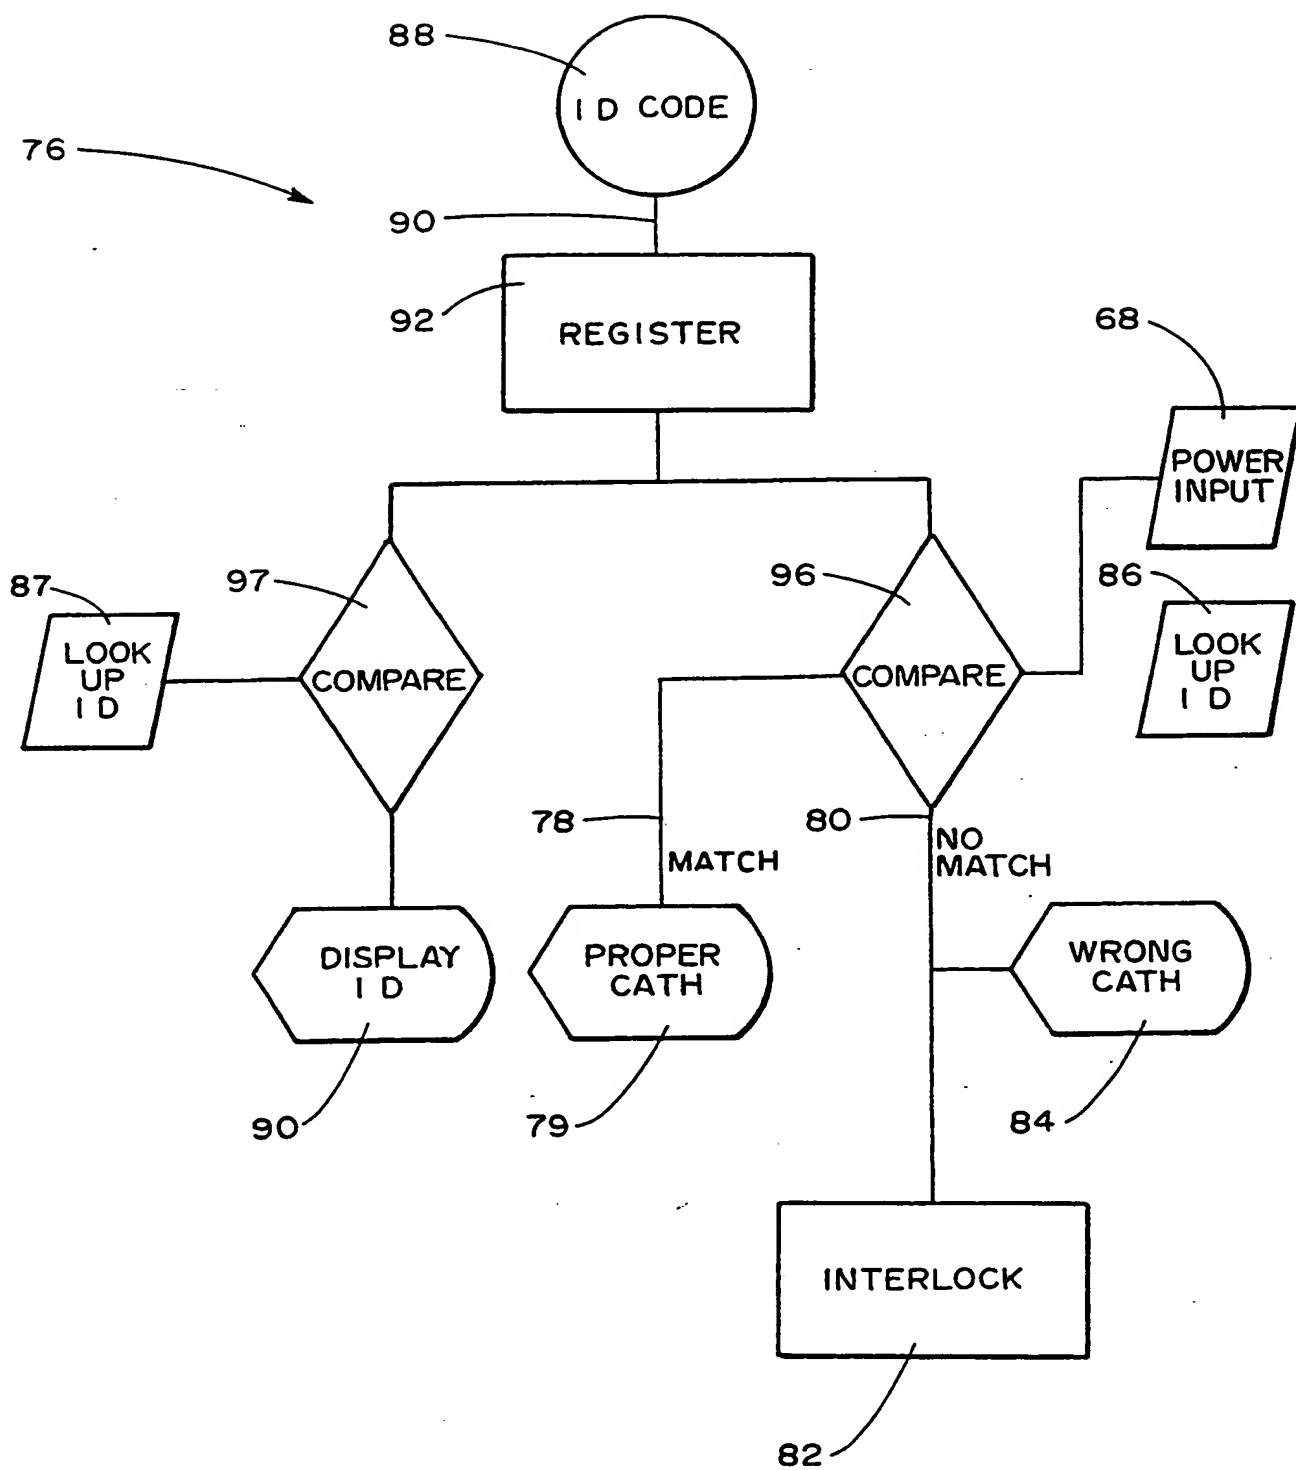 88
I D CODE
76
90
92
REGISTER
68
POWER
INPUT
87
97
96
86
LOOK
UP
I D
COMPARE
COMPARE
LOOK
UP
I D
78
80
MATCH
NO
MATCH
DISPLAY
I D
PROPER
CATH
WRONG
CATH
90
79
84
INTERLOCK
82